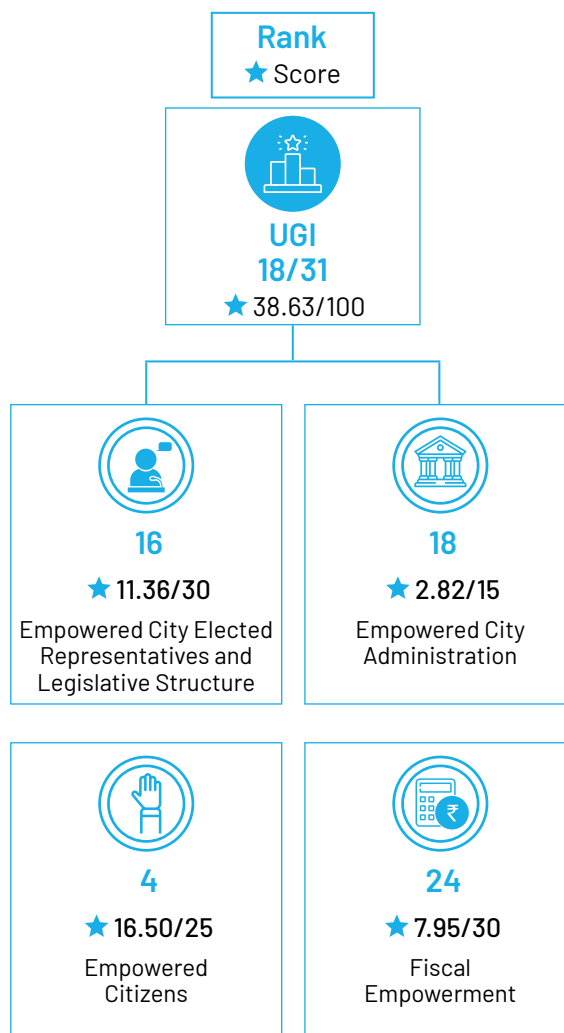 Rank
★ Score
UGI
18/31
★ 38.63/100
16
★ 11.36/30
Empowered City Elected
Representatives and
Legislative Structure
18
★ 2.82/15
Empowered City
Administration
4
★ 16.50/25
Empowered
Citizens
₹
24
★ 7.95/30
Fiscal
Empowerment